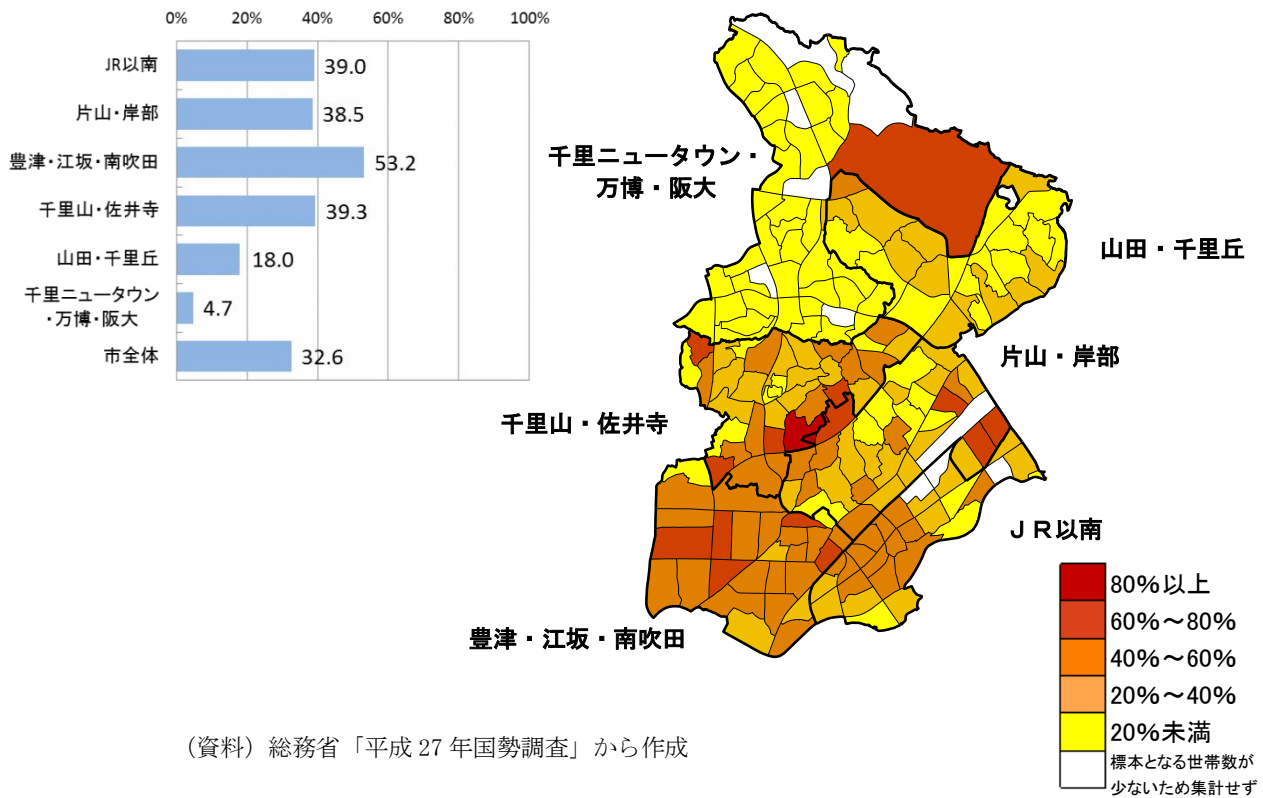 0% 20% 40% 60% 80% 100%
JR以南 39.0
片山・岸部 38.5
豊津・江坂・南吹田 53.2
千里山・佐井寺 39.3
山田・千里丘 18.0
千里ニュータウン
・万博・阪大 4.7
市全体 32.6
千里ニュータウン・
万博・阪大
山田・千里丘
片山・岸部
千里山・佐井寺
ＪＲ以南
豊津・江坂・南吹田
80%以上
60%～80%
40%～60%
20%～40%
20%未満
標本となる世帯数が
少ないため集計せず
（資料）総務省「平成 27 年国勢調査」から作成